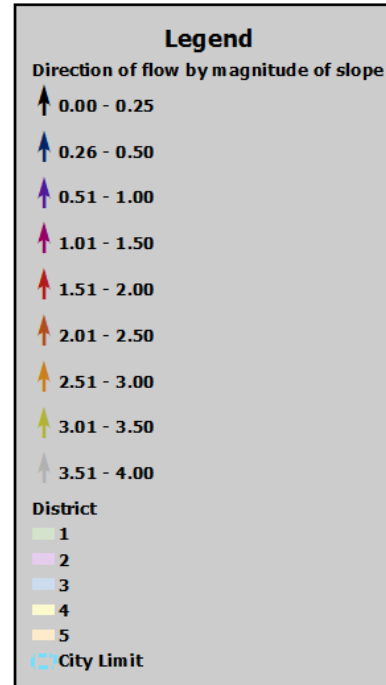 Legend
Direction of flow by magnitude of slope
0.00 - 0.25
0.26 - 0.50
0.51 - 1.00
1.01 - 1.50
1.51 - 2.00
2.01 - 2.50
2.51 - 3.00
3.01 - 3.50
3.51 - 4.00
District
1
2
3
4
5
City Limit